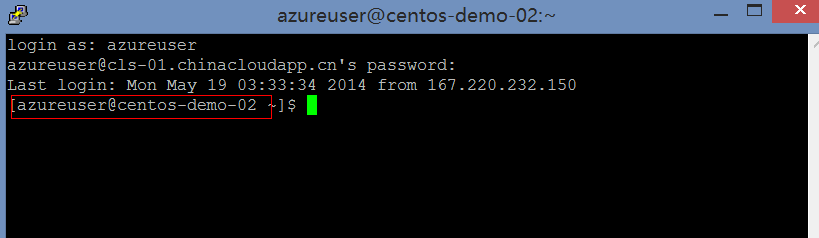 azureuser@centos-demo-02:~
login as: azureuser
azureuser@cls-01.chinacloudapp.cn's password:
Last login: Mon May 19 03:33:34 2014 from 167.220.232.150
[azureuser@centos-demo-02 ~]$